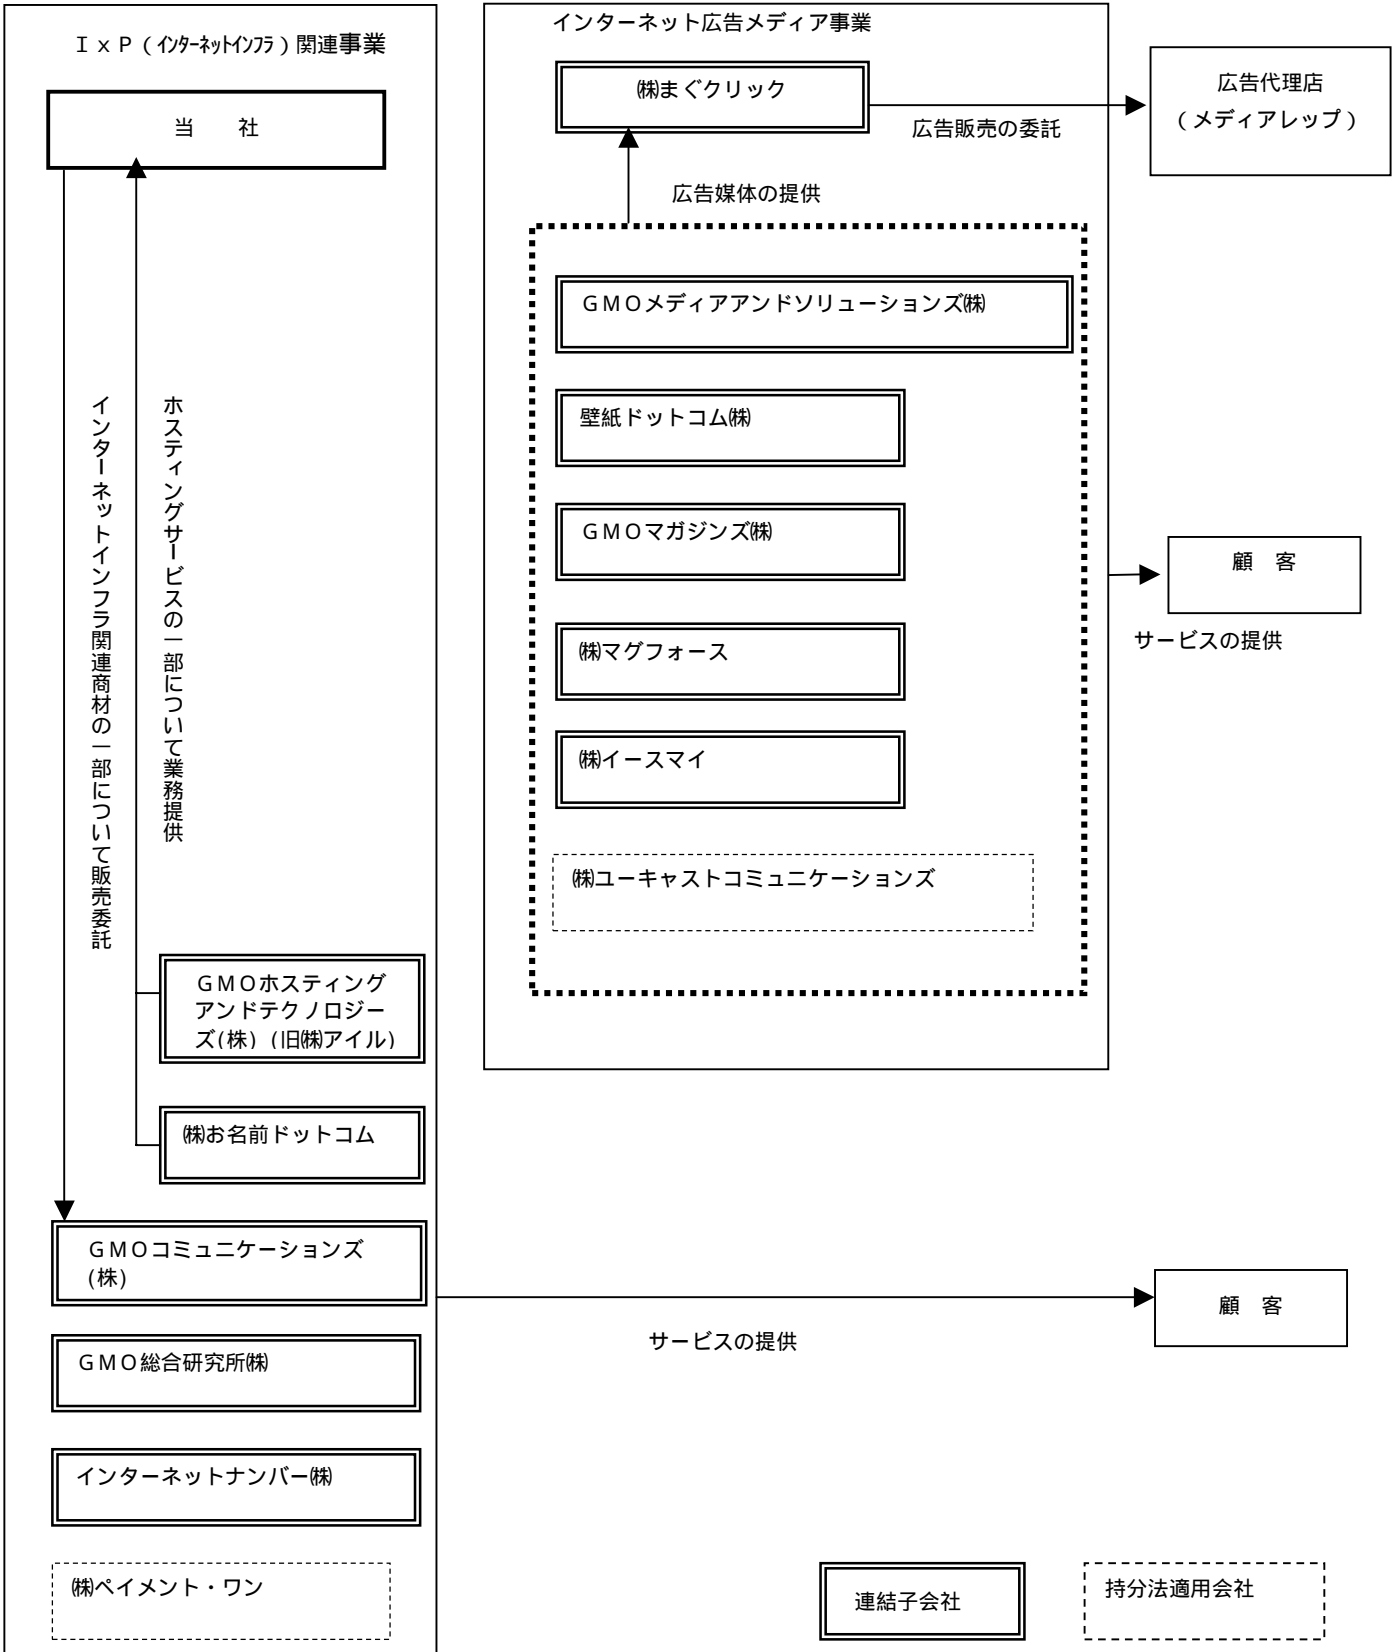 ＩｘＰ（ｲﾝﾀｰﾈｯﾄｲﾝﾌﾗ）関連事業
当　　社
インターネットインフラ関連商材の一部について販売委託
ホスティングサービスの一部について業務提供
ＧＭＯホスティング
アンドテクノロジー
ズ(株)（旧㈱アイル）
㈱お名前ドットコム
ＧＭＯコミュニケーションズ
(株)
ＧＭＯ総合研究所㈱
インターネットナンバー㈱
㈱ペイメント・ワン
インターネット広告メディア事業
㈱まぐクリック
広告販売の委託
広告代理店
（メディアレップ）
広告媒体の提供
ＧＭＯメディアアンドソリューションズ㈱
壁紙ドットコム㈱
ＧＭＯマガジンズ㈱
㈱マグフォース
㈱イースマイ
㈱ユーキャストコミュニケーションズ
顧　客
サービスの提供
顧　客
サービスの提供
連結子会社
持分法適用会社